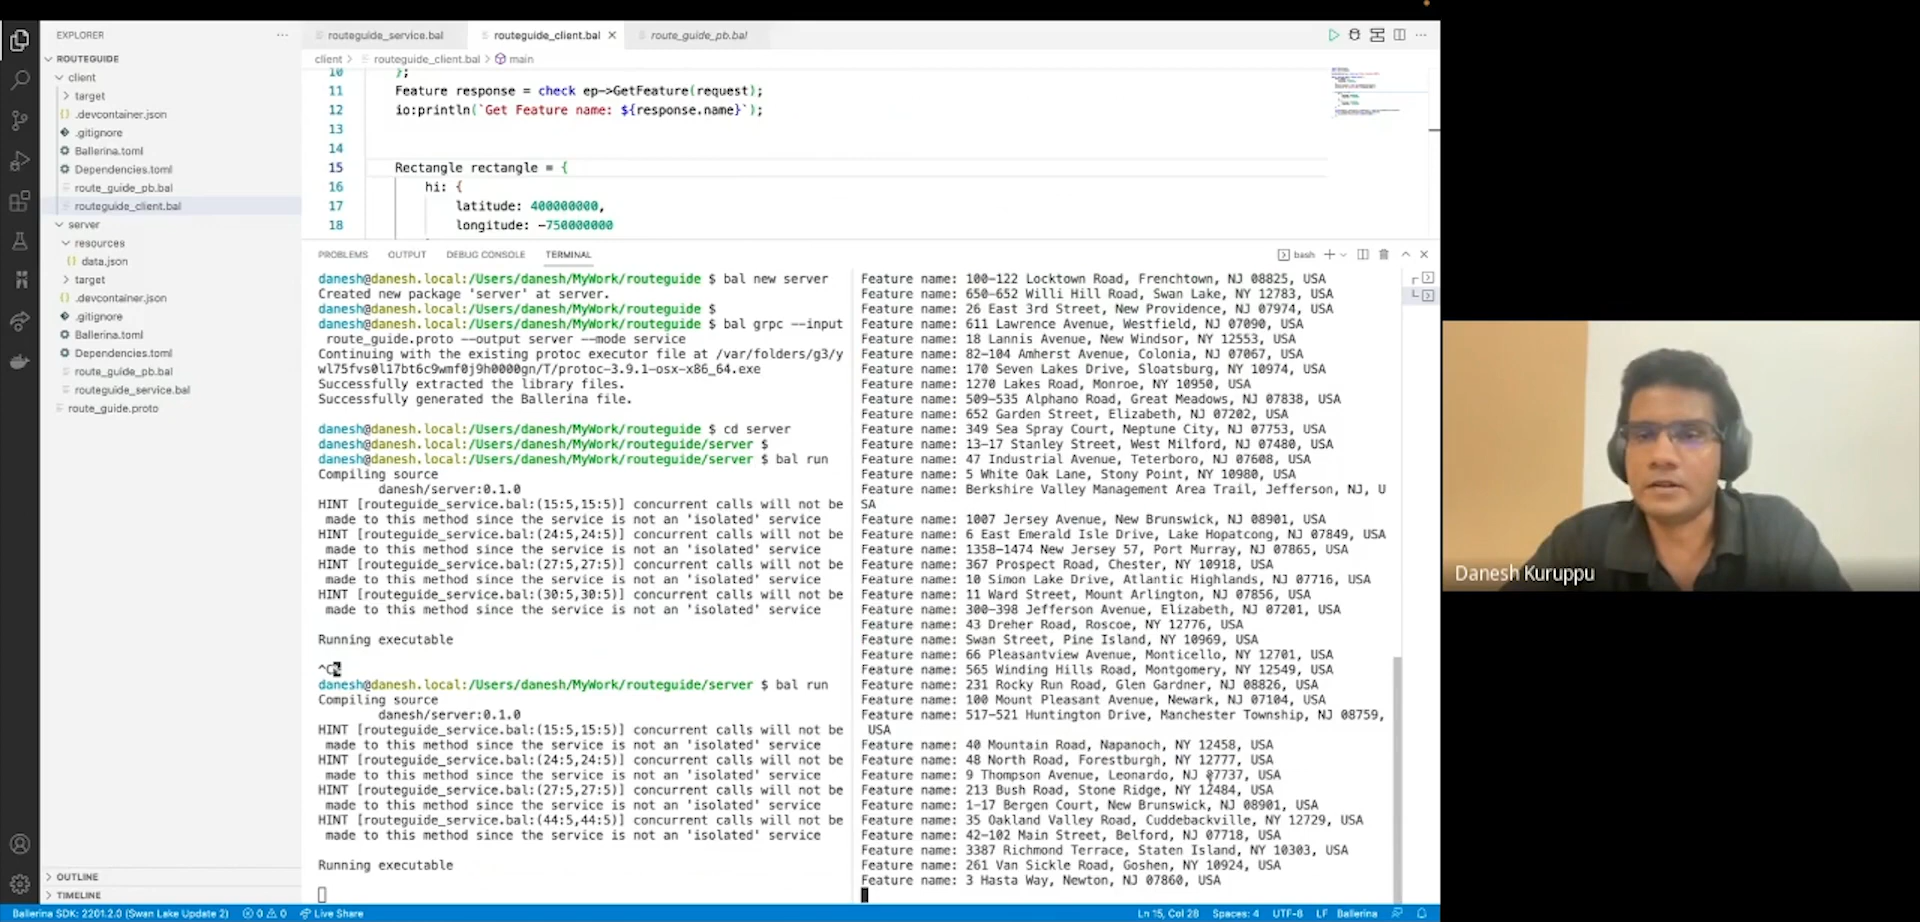 EXPLORER
ROUTEGUIDE
client
target
.devcontainer.json
.gitignore
Ballerina.toml
Dependencies.toml
route_guide_pb.bal
routeguide_client.bal
server
resources
data.json
target
.devcontainer.json
.gitignore
Ballerina.toml
Dependencies.toml
route_guide_pb.bal
routeguide_service.bal
route_guide.proto
OUTLINE
TIMELINE
routeguide_service.bal
routeguide_client.bal
route_guide_pb.bal
client > routeguide_client.bal > main
10 };
11 Feature response = check ep->GetFeature(request);
12 io:println(`Get Feature name: ${response.name}`);
13
14
15 Rectangle rectangle = {
16 hi: {
17 latitude: 400000000,
18 longitude: -750000000
PROBLEMS OUTPUT DEBUG CONSOLE TERMINAL
bash
danesh@danesh.local:/Users/danesh/MyWork/routeguide $ bal new server
Created new package 'server' at server.
danesh@danesh.local:/Users/danesh/MyWork/routeguide $
danesh@danesh.local:/Users/danesh/MyWork/routeguide $ bal grpc --input
route_guide.proto --output server --mode service
Continuing with the existing protoc executor file at /var/folders/g3/y
wl75fvs0l17bt6c9wmf0j9h0000gn/T/protoc-3.9.1-osx-x86_64.exe
Successfully extracted the library files.
Successfully generated the Ballerina file.
danesh@danesh.local:/Users/danesh/MyWork/routeguide $ cd server
danesh@danesh.local:/Users/danesh/MyWork/routeguide/server $
danesh@danesh.local:/Users/danesh/MyWork/routeguide/server $ bal run
Compiling source
danesh/server:0.1.0
HINT [routeguide_service.bal:(15:5,15:5)] concurrent calls will not be
made to this method since the service is not an 'isolated' service
HINT [routeguide_service.bal:(24:5,24:5)] concurrent calls will not be
made to this method since the service is not an 'isolated' service
HINT [routeguide_service.bal:(27:5,27:5)] concurrent calls will not be
made to this method since the service is not an 'isolated' service
HINT [routeguide_service.bal:(30:5,30:5)] concurrent calls will not be
made to this method since the service is not an 'isolated' service
Running executable
^C
danesh@danesh.local:/Users/danesh/MyWork/routeguide/server $ bal run
Compiling source
danesh/server:0.1.0
HINT [routeguide_service.bal:(15:5,15:5)] concurrent calls will not be
made to this method since the service is not an 'isolated' service
HINT [routeguide_service.bal:(24:5,24:5)] concurrent calls will not be
made to this method since the service is not an 'isolated' service
HINT [routeguide_service.bal:(27:5,27:5)] concurrent calls will not be
made to this method since the service is not an 'isolated' service
HINT [routeguide_service.bal:(44:5,44:5)] concurrent calls will not be
made to this method since the service is not an 'isolated' service
Running executable
Feature name: 100-122 Locktown Road, Frenchtown, NJ 08825, USA
Feature name: 650-652 Willi Hill Road, Swan Lake, NY 12783, USA
Feature name: 26 East 3rd Street, New Providence, NJ 07974, USA
Feature name: 611 Lawrence Avenue, Westfield, NJ 07090, USA
Feature name: 18 Lannis Avenue, New Windsor, NY 12553, USA
Feature name: 82-104 Amherst Avenue, Colonia, NJ 07067, USA
Feature name: 170 Seven Lakes Drive, Sloatsburg, NY 10974, USA
Feature name: 1270 Lakes Road, Monroe, NY 10950, USA
Feature name: 509-535 Alphano Road, Great Meadows, NJ 07838, USA
Feature name: 652 Garden Street, Elizabeth, NJ 07202, USA
Feature name: 349 Sea Spray Court, Neptune City, NJ 07753, USA
Feature name: 13-17 Stanley Street, West Milford, NJ 07480, USA
Feature name: 47 Industrial Avenue, Teterboro, NJ 07608, USA
Feature name: 5 White Oak Lane, Stony Point, NY 10980, USA
Feature name: Berkshire Valley Management Area Trail, Jefferson, NJ, U
SA
Feature name: 1007 Jersey Avenue, New Brunswick, NJ 08901, USA
Feature name: 6 East Emerald Isle Drive, Lake Hopatcong, NJ 07849, USA
Feature name: 1358-1474 New Jersey 57, Port Murray, NJ 07865, USA
Feature name: 367 Prospect Road, Chester, NY 10918, USA
Feature name: 10 Simon Lake Drive, Atlantic Highlands, NJ 07716, USA
Feature name: 11 Ward Street, Mount Arlington, NJ 07856, USA
Feature name: 300-398 Jefferson Avenue, Elizabeth, NJ 07201, USA
Feature name: 43 Dreher Road, Roscoe, NY 12776, USA
Feature name: Swan Street, Pine Island, NY 10969, USA
Feature name: 66 Pleasantview Avenue, Monticello, NY 12701, USA
Feature name: 565 Winding Hills Road, Montgomery, NY 12549, USA
Feature name: 231 Rocky Run Road, Glen Gardner, NJ 08826, USA
Feature name: 100 Mount Pleasant Avenue, Newark, NJ 07104, USA
Feature name: 517-521 Huntington Drive, Manchester Township, NJ 08759,
USA
Feature name: 40 Mountain Road, Napanoch, NY 12458, USA
Feature name: 48 North Road, Forestburgh, NY 12777, USA
Feature name: 9 Thompson Avenue, Leonardo, NJ 07737, USA
Feature name: 213 Bush Road, Stone Ridge, NY 12484, USA
Feature name: 1-17 Bergen Court, New Brunswick, NJ 08901, USA
Feature name: 35 Oakland Valley Road, Cuddebackville, NY 12729, USA
Feature name: 42-102 Main Street, Belford, NJ 07718, USA
Feature name: 3387 Richmond Terrace, Staten Island, NY 10303, USA
Feature name: 261 Van Sickle Road, Goshen, NY 10924, USA
Feature name: 3 Hasta Way, Newton, NJ 07860, USA
Danesh Kuruppu
Ballerina SDK: 2201.2.0 (Swan Lake Update 2) 0 0 Live Share
Ln 15, Col 28 Spaces: 4 UTF-8 LF Ballerina